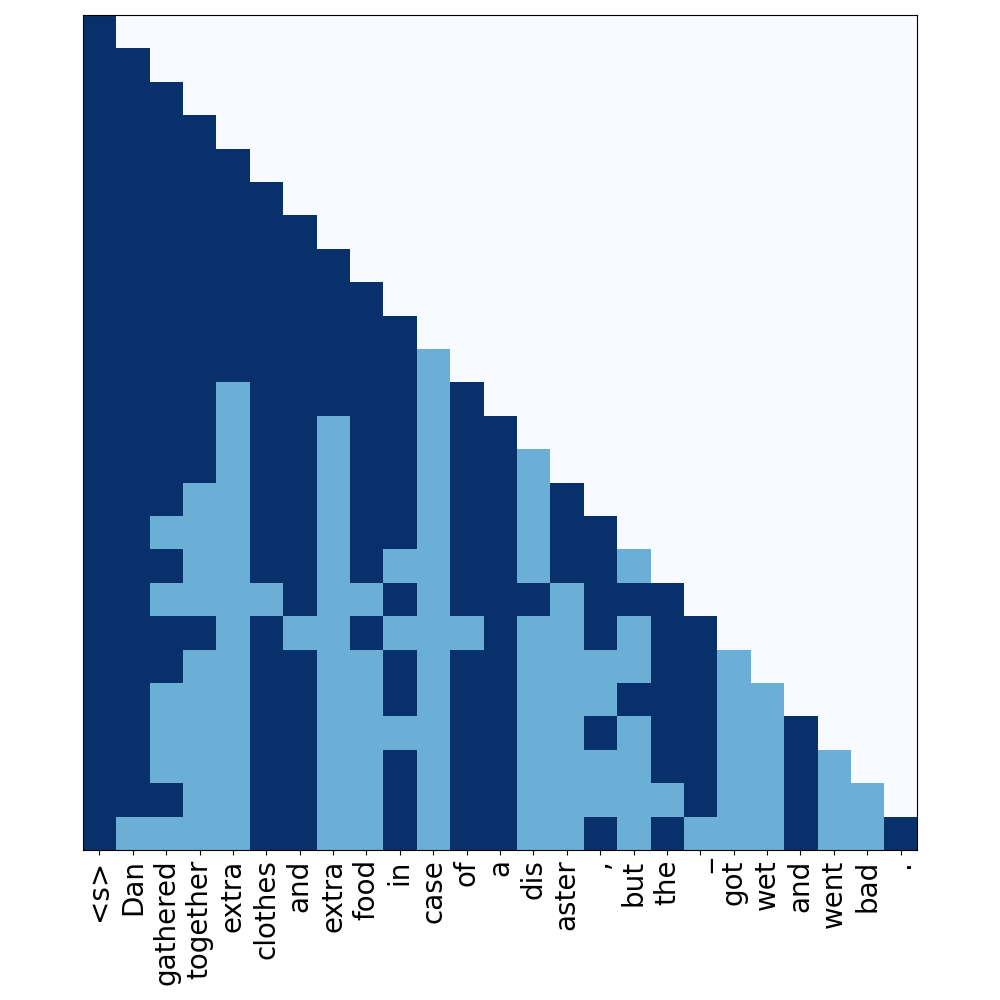 <s> Dan gathered together extra clothes and extra food in case of a dis aster , but the _ got wet and went bad .